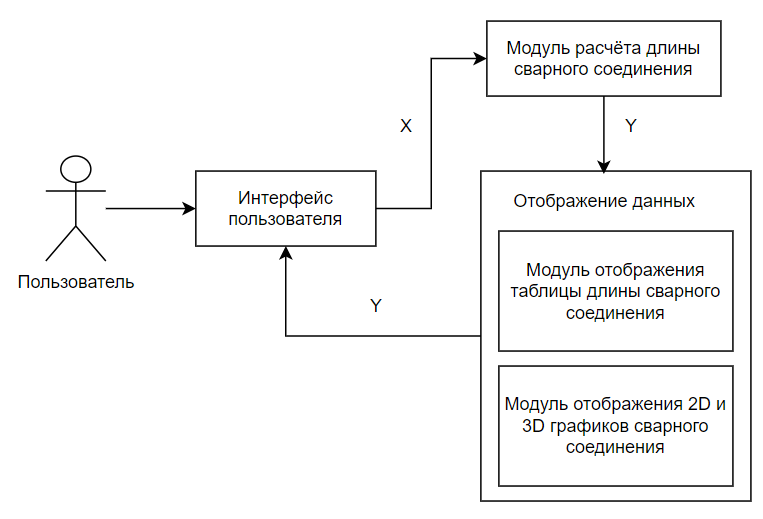 Модуль расчёта длины
сварного соединения
X
Y
Интерфейс
пользователя
Отображение данных
Пользователь
Модуль отображения
таблицы длины сварного
соединения
Y
Модуль отображения 2D и
3D графиков сварного
соединения